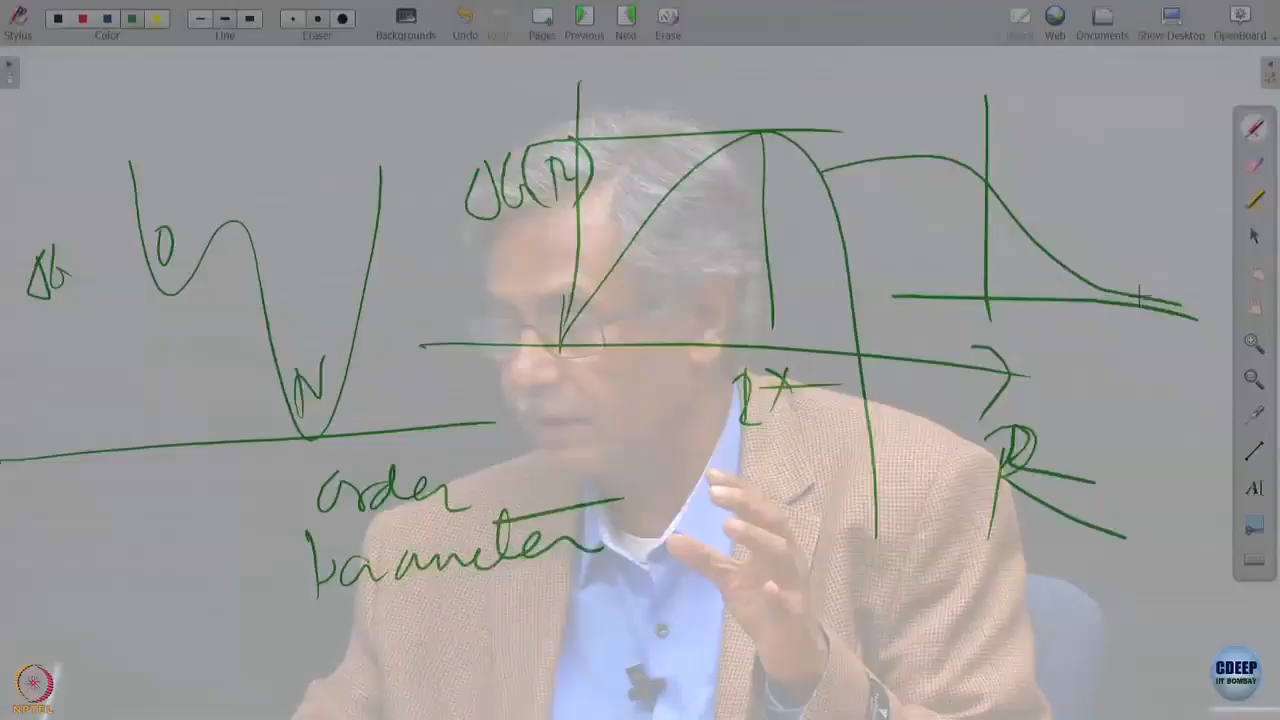 Stylus
Color
Line
Eraser
Backgrounds
Undo
Pages
Previous
Next
Erase
Web
Documents
Show Desktop
OpenBoard
ΔG(R)
ΔG
O
N
R*
R
order
parameter
A
NPTEL
CDEEP
IIT BOMBAY